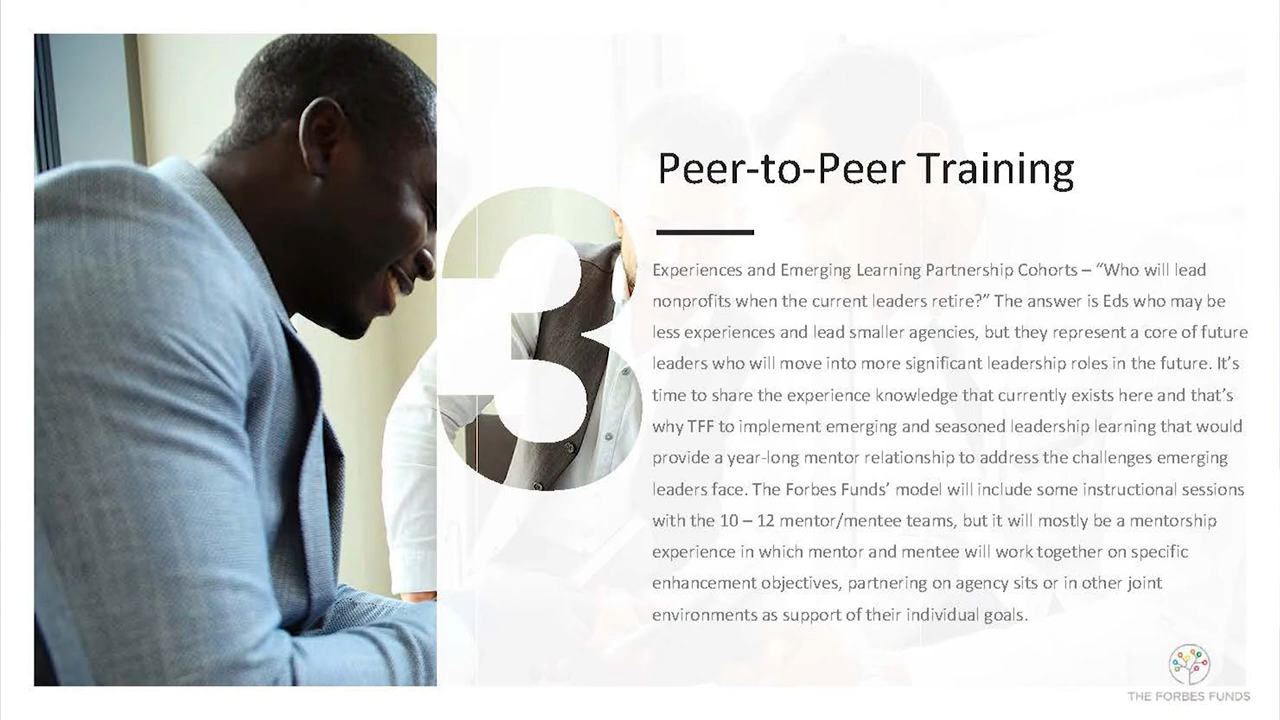 3
Peer-to-Peer Training
Experiences and Emerging Learning Partnership Cohorts – “Who will lead
nonprofits when the current leaders retire?” The answer is Eds who may be
less experiences and lead smaller agencies, but they represent a core of future
leaders who will move into more significant leadership roles in the future. It’s
time to share the experience knowledge that currently exists here and that’s
why TFF to implement emerging and seasoned leadership learning that would
provide a year-long mentor relationship to address the challenges emerging
leaders face. The Forbes Funds’ model will include some instructional sessions
with the 10 – 12 mentor/mentee teams, but it will mostly be a mentorship
experience in which mentor and mentee will work together on specific
enhancement objectives, partnering on agency sits or in other joint
environments as support of their individual goals.
THE FORBES FUNDS